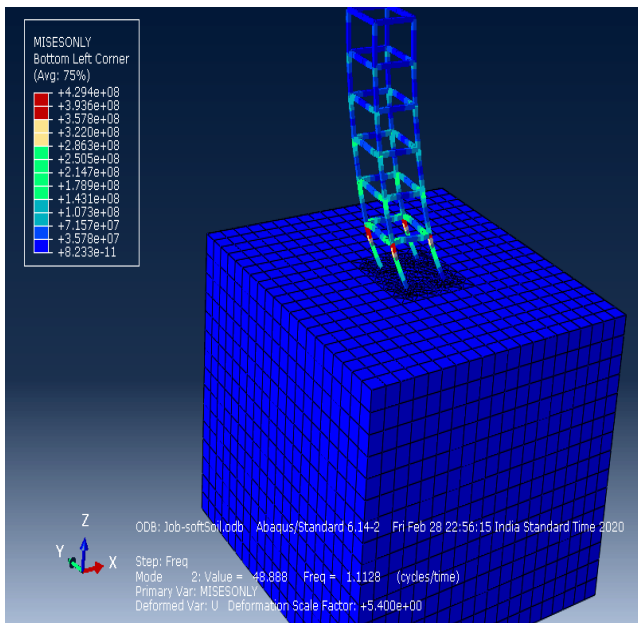 MISESONLY
Bottom Left Corner
(Avg: 75%)
+4.294e+08
+3.936e+08
+3.578e+08
+3.220e+08
+2.863e+08
+2.505e+08
+2.147e+08
+1.789e+08
+1.431e+08
+1.073e+08
+7.157e+07
+3.578e+07
+8.233e-11
ODB: Job-softSoil.odb Abaqus/Standard 6.14-2 Fri Feb 28 22:56:15 India Standard Time 2020
Z
Y
X
Step: Freq
Mode 2: Value = 48.888 Freq = 1.1128 (cycles/time)
Primary Var: MISESONLY
Deformed Var: U Deformation Scale Factor: +5.400e+00